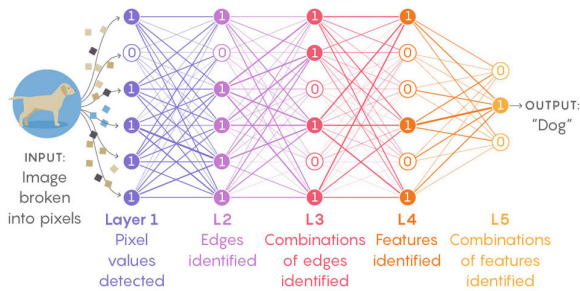 1 1 1 1
0 0 1 1
0
1 1 0 0
1
OUTPUT:
"Dog"
1 1 1 1
0
1 1 0 0
1 1 1 1
INPUT:
Image
broken
into pixels
Layer 1
Pixel
values
detected
L2
Edges
identified
L3
Combinations
of edges
identified
L4
Features
identified
L5
Combinations
of features
identified